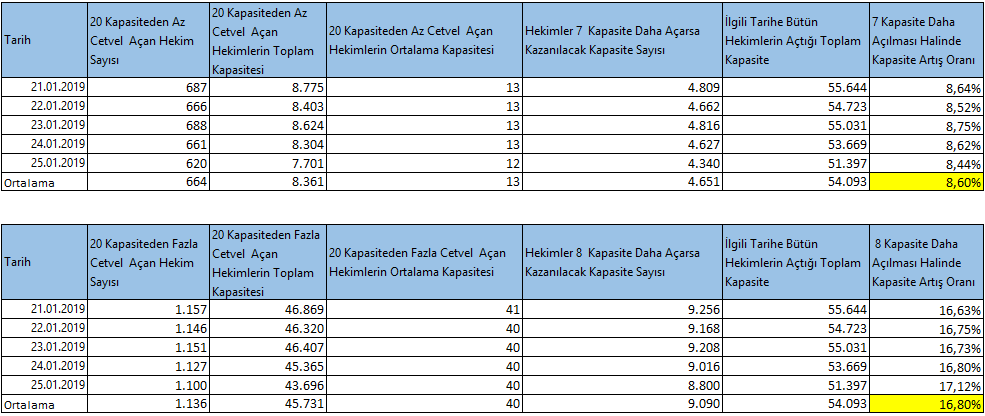 Tarih | 20 Kapasiteden Az Cetvel Açan Hekim Sayısı | 20 Kapasiteden Az Cetvel Açan Hekimlerin Toplam Kapasitesi | 20 Kapasiteden Az Cetvel Açan Hekimlerin Ortalama Kapasitesi | Hekimler 7 Kapasite Daha Açarsa Kazanılacak Kapasite Sayısı | İlgili Tarihe Bütün Hekimlerin Açtığı Toplam Kapasite | 7 Kapasite Daha Açılması Halinde Kapasite Artış Oranı
21.01.2019 | 687 | 8.775 | 13 | 4.809 | 55.644 | 8,64%
22.01.2019 | 666 | 8.403 | 13 | 4.662 | 54.723 | 8,52%
23.01.2019 | 688 | 8.624 | 13 | 4.816 | 55.031 | 8,75%
24.01.2019 | 661 | 8.304 | 13 | 4.627 | 53.669 | 8,62%
25.01.2019 | 620 | 7.701 | 12 | 4.340 | 51.397 | 8,44%
Ortalama | 664 | 8.361 | 13 | 4.651 | 54.093 | 8,60%
Tarih | 20 Kapasiteden Fazla Cetvel Açan Hekim Sayısı | 20 Kapasiteden Fazla Cetvel Açan Hekimlerin Toplam Kapasitesi | 20 Kapasiteden Fazla Cetvel Açan Hekimlerin Ortalama Kapasitesi | Hekimler 8 Kapasite Daha Açarsa Kazanılacak Kapasite Sayısı | İlgili Tarihe Bütün Hekimlerin Açtığı Toplam Kapasite | 8 Kapasite Daha Açılması Halinde Kapasite Artış Oranı
21.01.2019 | 1.157 | 46.869 | 41 | 9.256 | 55.644 | 16,63%
22.01.2019 | 1.146 | 46.320 | 40 | 9.168 | 54.723 | 16,75%
23.01.2019 | 1.151 | 46.407 | 40 | 9.208 | 55.031 | 16,73%
24.01.2019 | 1.127 | 45.365 | 40 | 9.016 | 53.669 | 16,80%
25.01.2019 | 1.100 | 43.696 | 40 | 8.800 | 51.397 | 17,12%
Ortalama | 1.136 | 45.731 | 40 | 9.090 | 54.093 | 16,80%